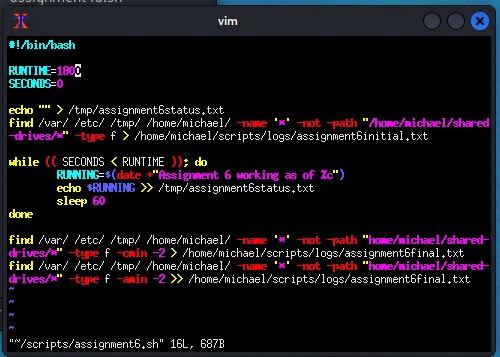 assignment6.sh
vim
#!/bin/bash
RUNTIME=1800
SECONDS=0
echo "" > /tmp/assignment6status.txt
find /var/ /etc/ /tmp/ /home/michael/ -name '*' -not -path "/home/michael/shared
-drives/*" -type f > /home/michael/scripts/logs/assignment6initial.txt
while (( SECONDS < RUNTIME )); do
RUNNING=$(date +"Assignment 6 working as of %c")
echo $RUNNING >> /tmp/assignment6status.txt
sleep 60
done
find /var/ /etc/ /tmp/ /home/michael/ -name '*' -not -path "home/michael/shared-
drives/*" -type f -cmin -2 > /home/michael/scripts/logs/assignment6final.txt
find /var/ /etc/ /tmp/ /home/michael/ -name '*' -not -path "home/michael/shared-
drives/*" -type f -amin -2 >> /home/michael/scripts/logs/assignment6final.txt
~
~
~
~
"~/scripts/assignment6.sh" 16L, 687B